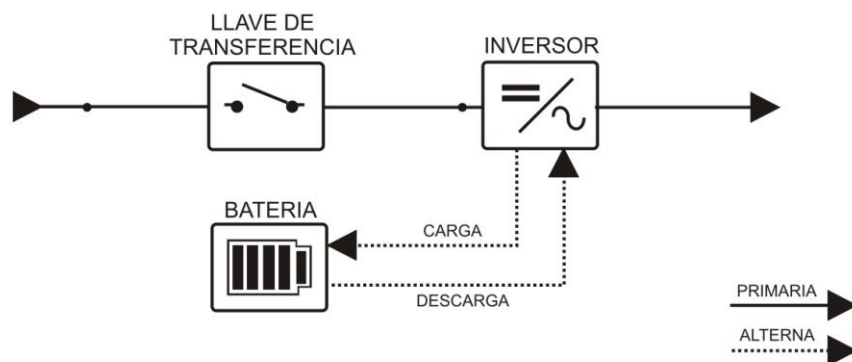 LLAVE DE
TRANSFERENCIA
INVERSOR
BATERIA
CARGA
DESCARGA
PRIMARIA
ALTERNA